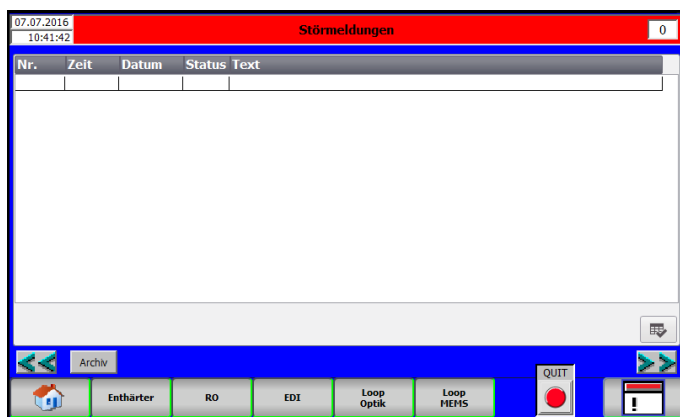 07.07.2016
10:41:42
Störmeldungen
0
Nr. Zeit Datum Status Text
Archiv
QUIT
Enthärter
RO
EDI
Loop
Optik
Loop
MEMS
!